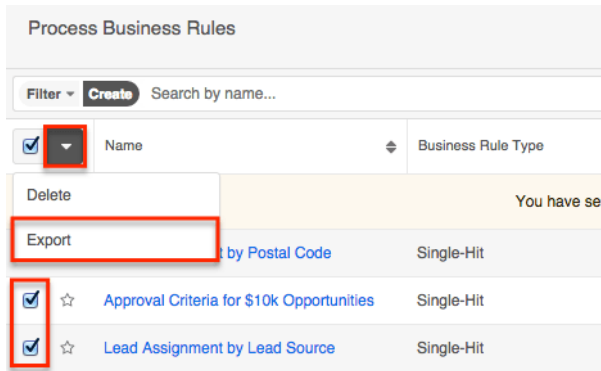 Process Business Rules
Filter Create Search by name...
Name Business Rule Type
Delete
You have se
Export
by Postal Code Single-Hit
Approval Criteria for $10k Opportunities Single-Hit
Lead Assignment by Lead Source Single-Hit